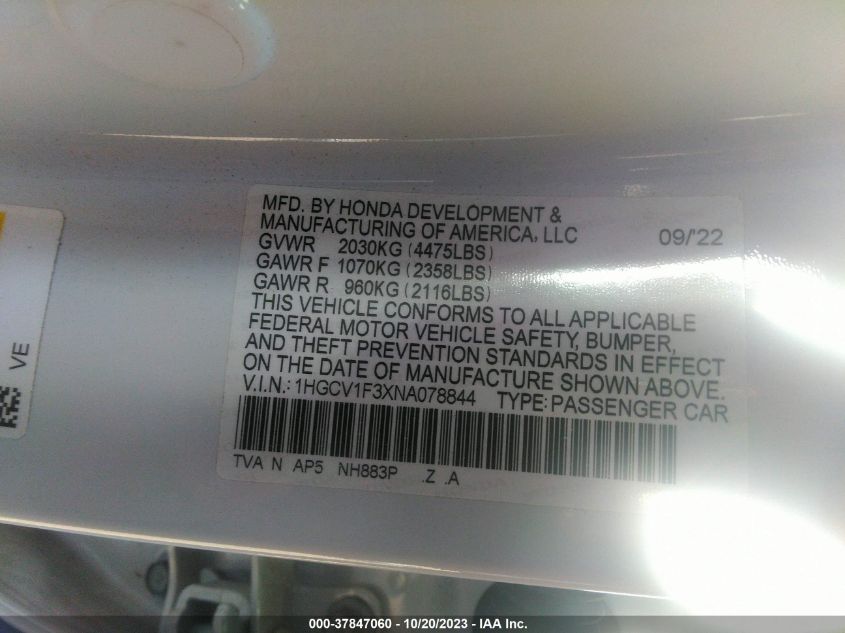 MFD. BY HONDA DEVELOPMENT &
MANUFACTURING OF AMERICA, LLC 09/'22
GVWR 2030KG (4475LBS)
GAWR F 1070KG (2358LBS)
GAWR R 960KG (2116LBS)
THIS VEHICLE CONFORMS TO ALL APPLICABLE
FEDERAL MOTOR VEHICLE SAFETY, BUMPER,
AND THEFT PREVENTION STANDARDS IN EFFECT
ON THE DATE OF MANUFACTURE SHOWN ABOVE.
V.I.N.: 1HGCV1F3XNA078844 TYPE: PASSENGER CAR
TVA N AP5 NH883P .Z .A
VE
000-37847060 | 10/20/2023 | - IAA Inc.